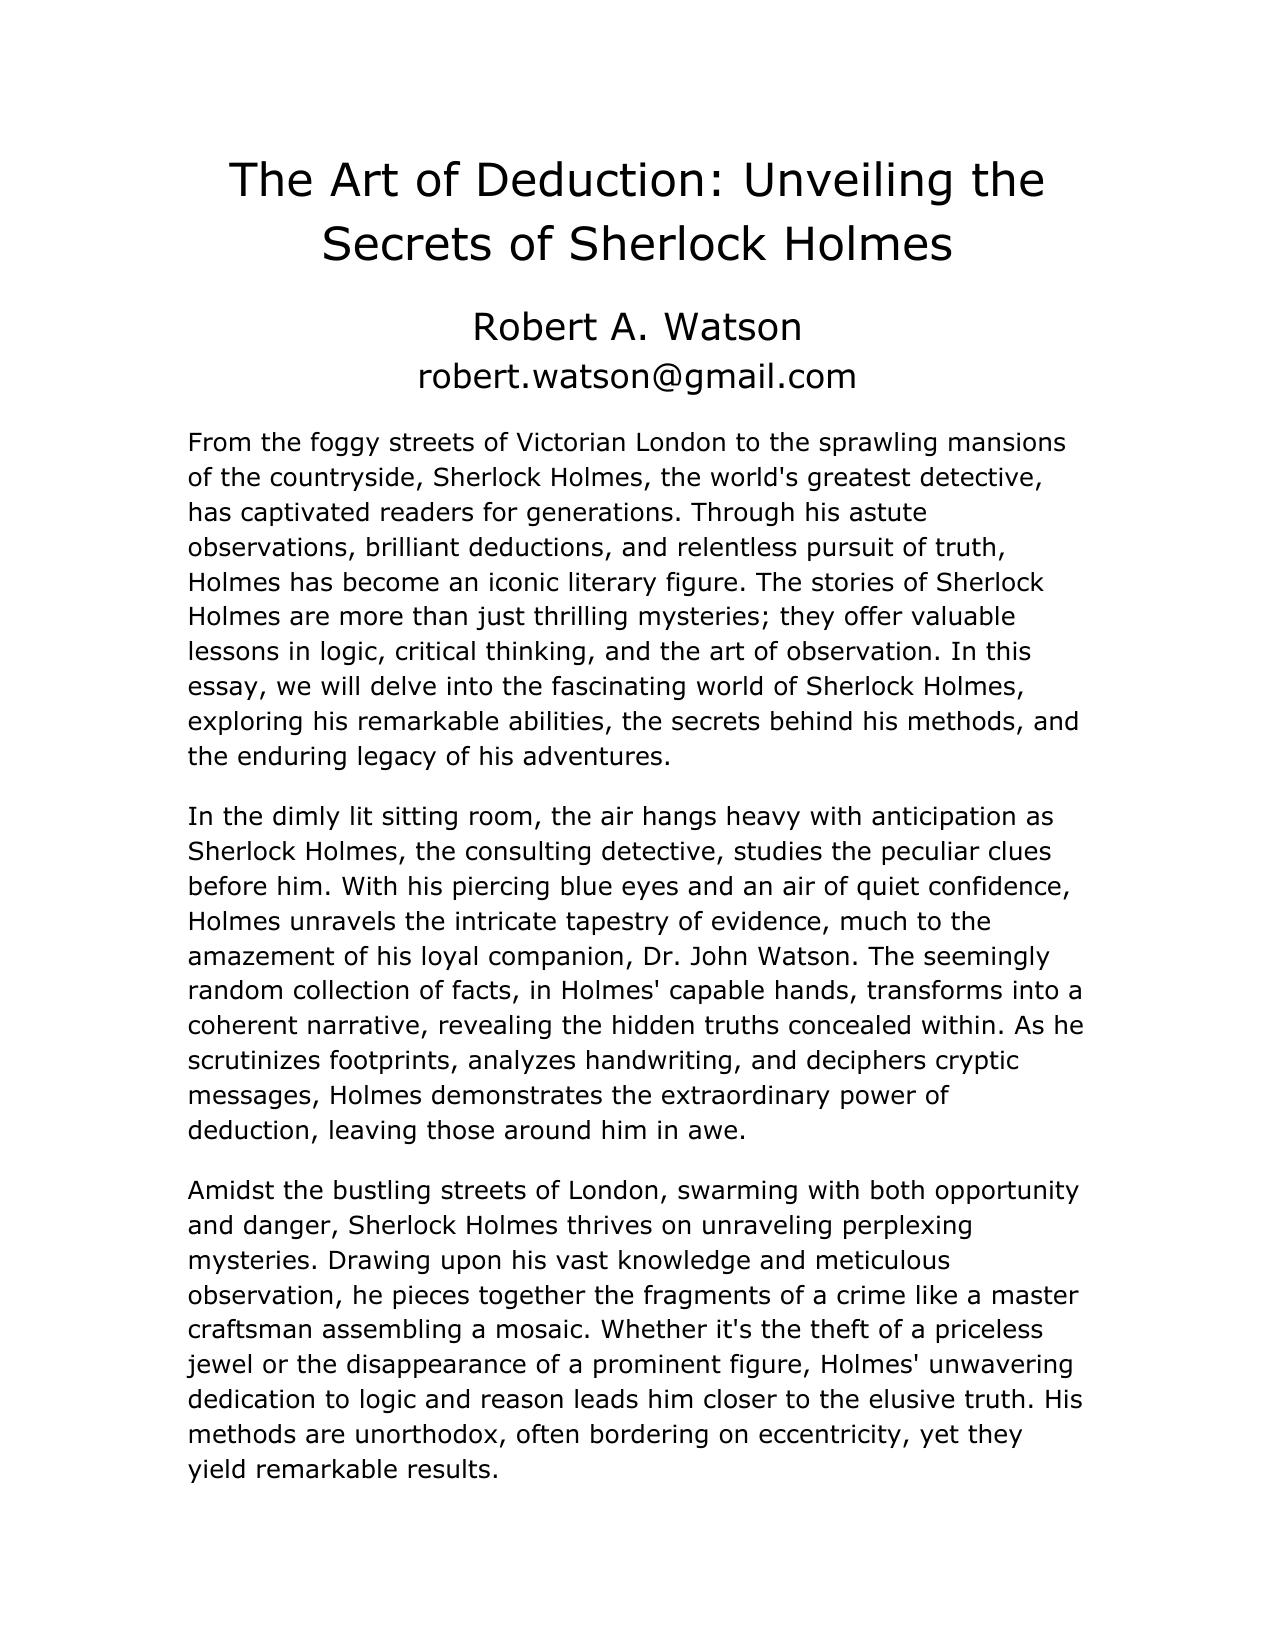 The Art of Deduction: Unveiling the
Secrets of Sherlock Holmes
Robert A. Watson
robert.watson@gmail.com
From the foggy streets of Victorian London to the sprawling mansions
of the countryside, Sherlock Holmes, the world's greatest detective,
has captivated readers for generations. Through his astute
observations, brilliant deductions, and relentless pursuit of truth,
Holmes has become an iconic literary figure. The stories of Sherlock
Holmes are more than just thrilling mysteries; they offer valuable
lessons in logic, critical thinking, and the art of observation. In this
essay, we will delve into the fascinating world of Sherlock Holmes,
exploring his remarkable abilities, the secrets behind his methods, and
the enduring legacy of his adventures.
In the dimly lit sitting room, the air hangs heavy with anticipation as
Sherlock Holmes, the consulting detective, studies the peculiar clues
before him. With his piercing blue eyes and an air of quiet confidence,
Holmes unravels the intricate tapestry of evidence, much to the
amazement of his loyal companion, Dr. John Watson. The seemingly
random collection of facts, in Holmes' capable hands, transforms into a
coherent narrative, revealing the hidden truths concealed within. As he
scrutinizes footprints, analyzes handwriting, and deciphers cryptic
messages, Holmes demonstrates the extraordinary power of
deduction, leaving those around him in awe.
Amidst the bustling streets of London, swarming with both opportunity
and danger, Sherlock Holmes thrives on unraveling perplexing
mysteries. Drawing upon his vast knowledge and meticulous
observation, he pieces together the fragments of a crime like a master
craftsman assembling a mosaic. Whether it's the theft of a priceless
jewel or the disappearance of a prominent figure, Holmes' unwavering
dedication to logic and reason leads him closer to the elusive truth. His
methods are unorthodox, often bordering on eccentricity, yet they
yield remarkable results.